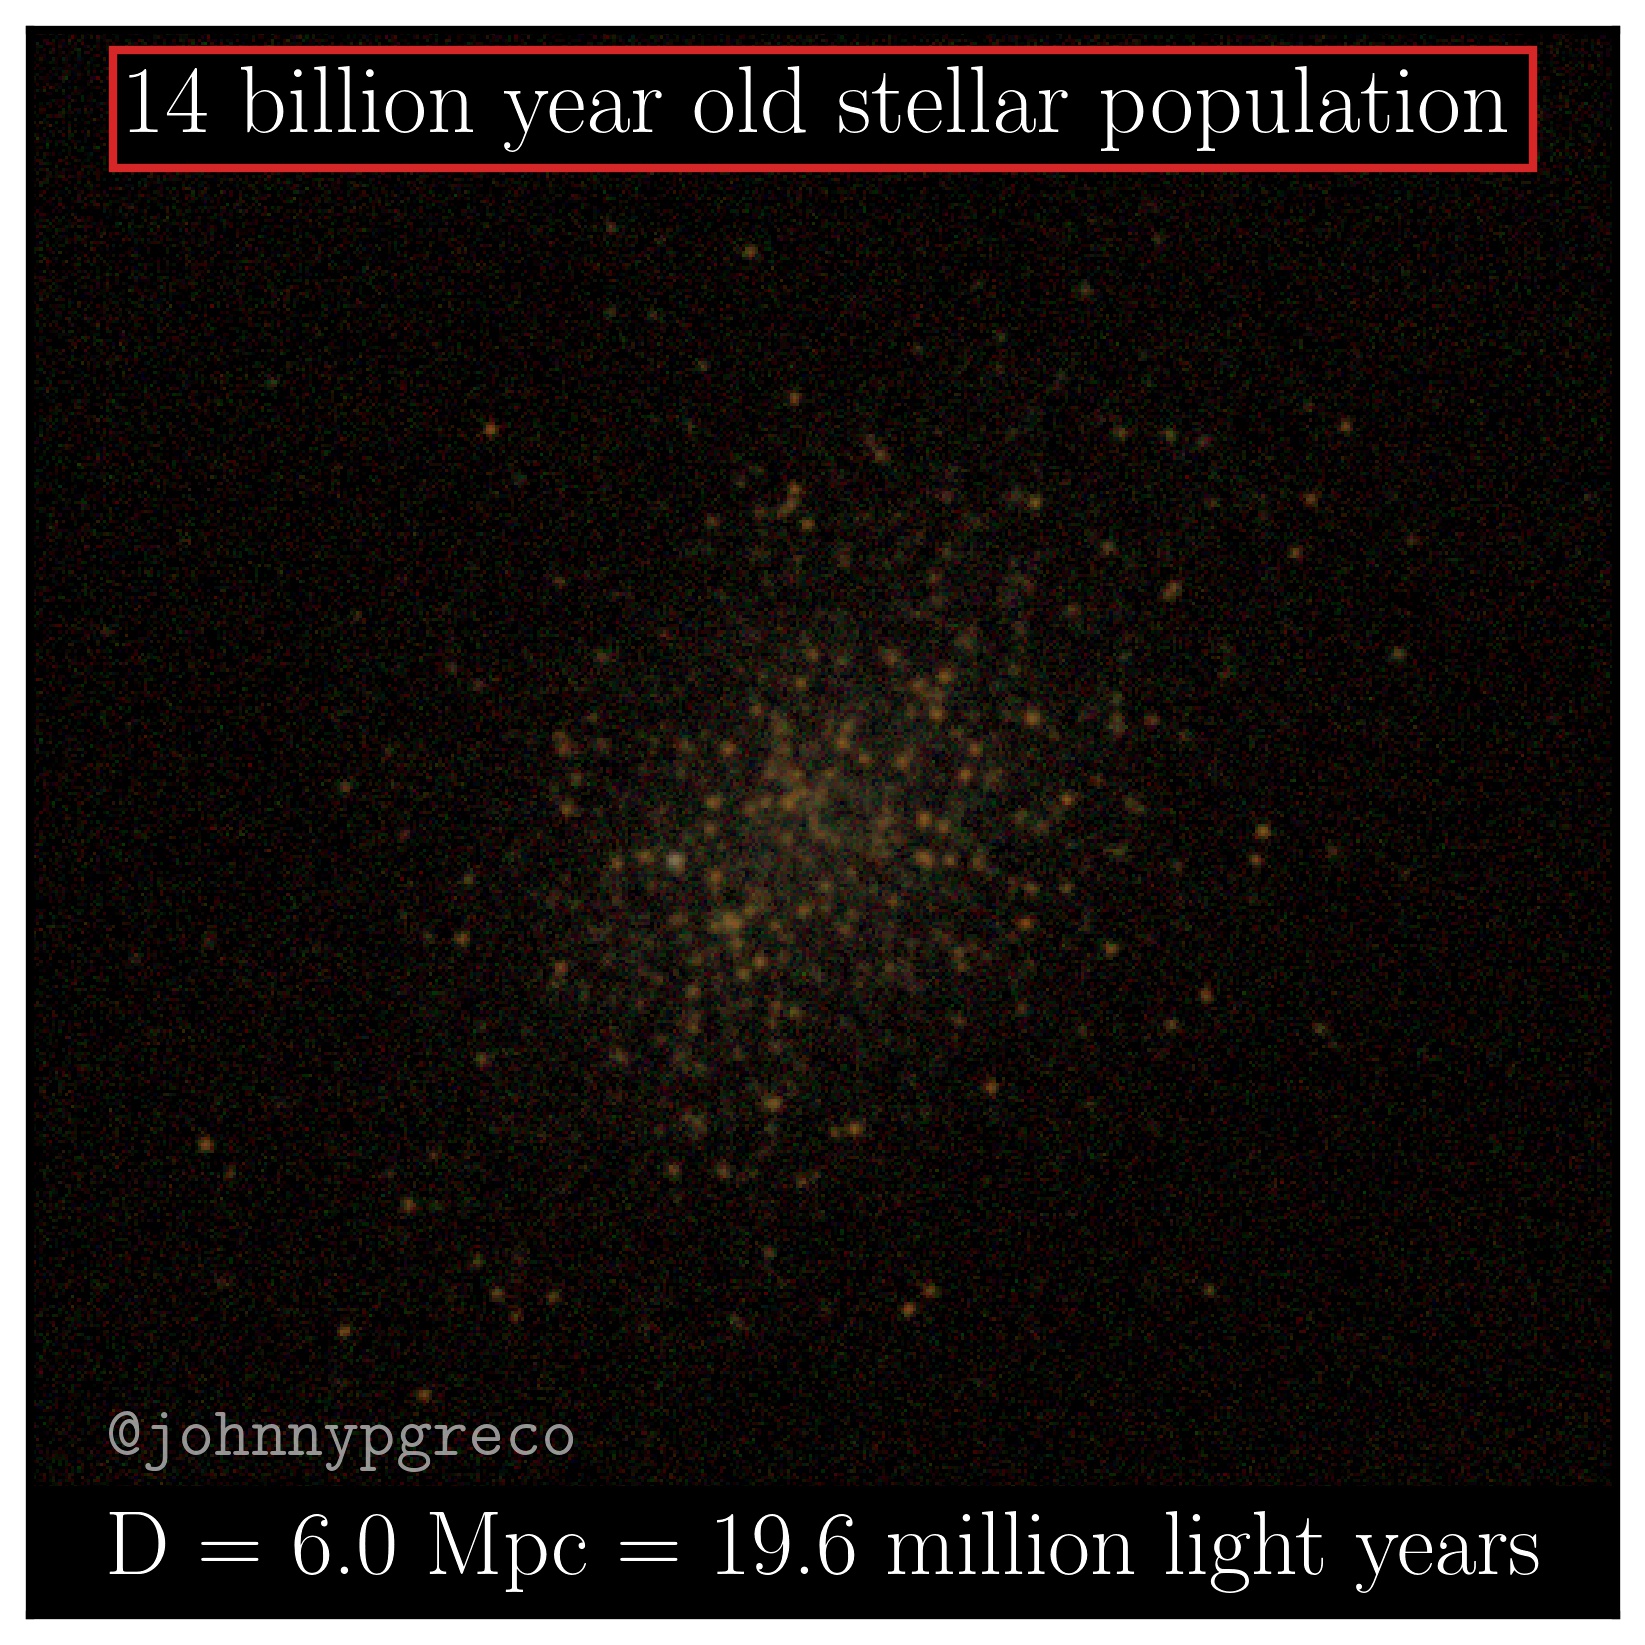 14 billion year old stellar population
@johnnypgreco
D = 6.0 Mpc = 19.6 million light years